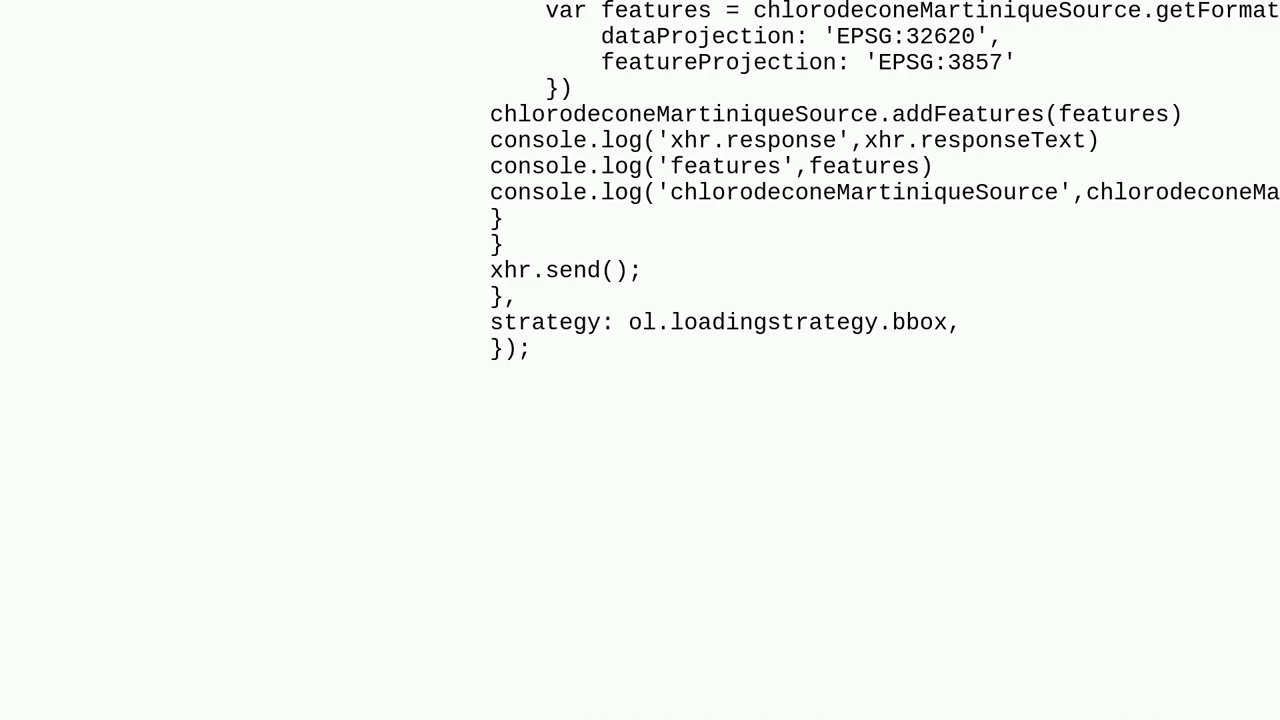 var features = chlorodeconeMartiniqueSource.getFormat
dataProjection: 'EPSG:32620',
featureProjection: 'EPSG:3857'
})
chlorodeconeMartiniqueSource.addFeatures(features)
console.log('xhr.response',xhr.responseText)
console.log('features',features)
console.log('chlorodeconeMartiniqueSource',chlorodeconeMa
}
}
xhr.send();
},
strategy: ol.loadingstrategy.bbox,
});